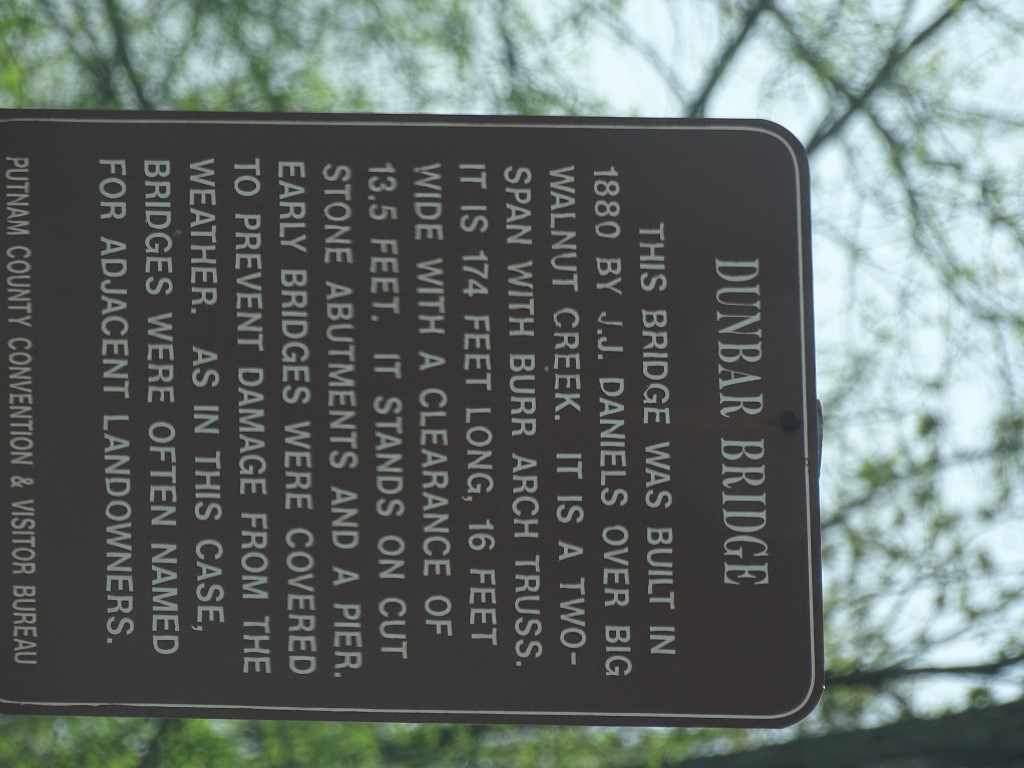 DUNBAR BRIDGE
THIS BRIDGE WAS BUILT IN
1880 BY J.J. DANIELS OVER BIG
WALNUT CREEK. IT IS A TWO-
SPAN WITH BURR ARCH TRUSS.
IT IS 174 FEET LONG, 16 FEET
WIDE WITH A CLEARANCE OF
13.5 FEET. IT STANDS ON CUT
STONE ABUTMENTS AND A PIER.
EARLY BRIDGES WERE COVERED
TO PREVENT DAMAGE FROM THE
WEATHER. AS IN THIS CASE,
BRIDGES WERE OFTEN NAMED
FOR ADJACENT LANDOWNERS.
PUTNAM COUNTY CONVENTION & VISITOR BUREAU